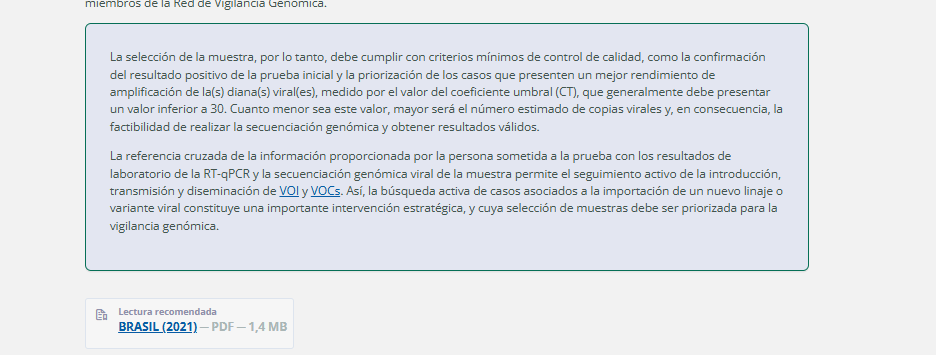 miembros de la Red de Vigilancia Genómica.
La selección de la muestra, por lo tanto, debe cumplir con criterios mínimos de control de calidad, como la confirmación
del resultado positivo de la prueba inicial y la priorización de los casos que presenten un mejor rendimiento de
amplificación de la(s) diana(s) viral(es), medido por el valor del coeficiente umbral (CT), que generalmente debe presentar
un valor inferior a 30. Cuanto menor sea este valor, mayor será el número estimado de copias virales y, en consecuencia, la
factibilidad de realizar la secuenciación genómica y obtener resultados válidos.
La referencia cruzada de la información proporcionada por la persona sometida a la prueba con los resultados de
laboratorio de la RT-qPCR y la secuenciación genómica viral de la muestra permite el seguimiento activo de la introducción,
transmisión y diseminación de VOI y VOCs. Así, la búsqueda activa de casos asociados a la importación de un nuevo linaje o
variante viral constituye una importante intervención estratégica, y cuya selección de muestras debe ser priorizada para la
vigilancia genómica.
Lectura recomendada
BRASIL (2021) — PDF — 1,4 MB